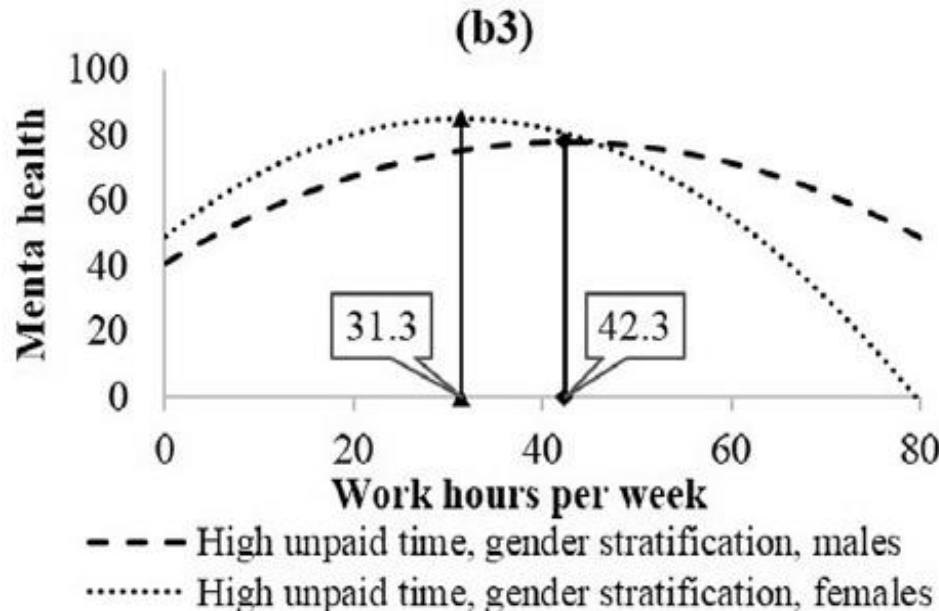 (b3)
Menta health
100
80
60
40
20
0
31.3
42.3
0 20 40 60 80
Work hours per week
High unpaid time, gender stratification, males
High unpaid time, gender stratification, females